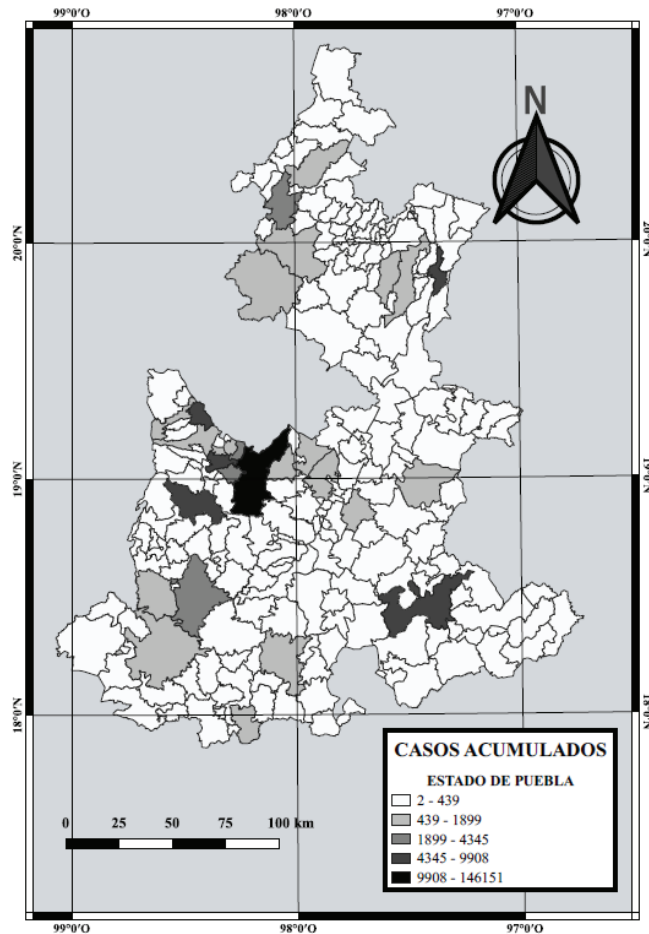 99°0'O 98°0'O 97°0'O
N
20°0'N 20°0'N
19°0'N 19°0'N
18°0'N 18°0'N
CASOS ACUMULADOS
ESTADO DE PUEBLA
2 - 439
439 - 1899
1899 - 4345
4345 - 9908
9908 - 146151
0 25 50 75 100 km
99°0'O 98°0'O 97°0'O